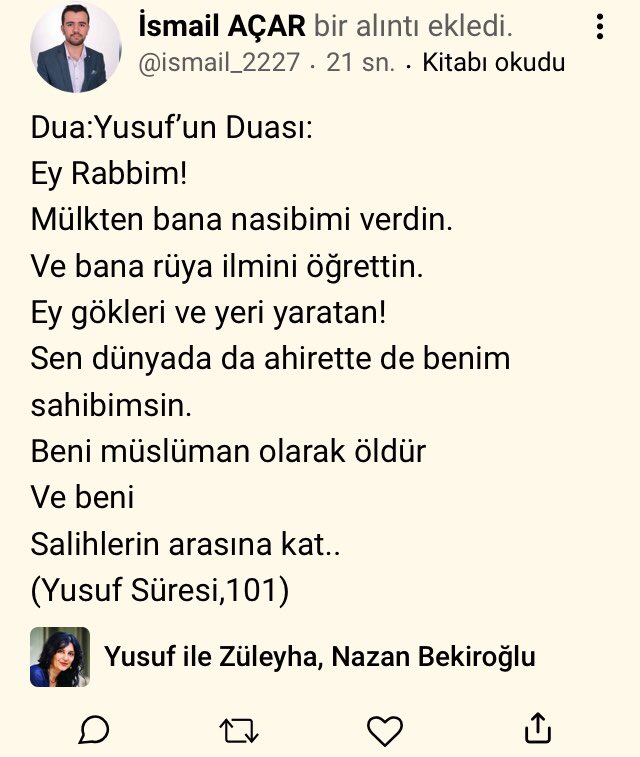 İsmail AÇAR bir alıntı ekledi.
@ismail_2227 · 21 sn. · Kitabı okudu
Dua:Yusuf'un Duası:
Ey Rabbim!
Mülkten bana nasibimi verdin.
Ve bana rüya ilmini öğrettin.
Ey gökleri ve yeri yaratan!
Sen dünyada da ahirette de benim
sahibimsin.
Beni müslüman olarak öldür
Ve beni
Salihlerin arasına kat..
(Yusuf Süresi,101)
Yusuf ile Züleyha, Nazan Bekiroğlu